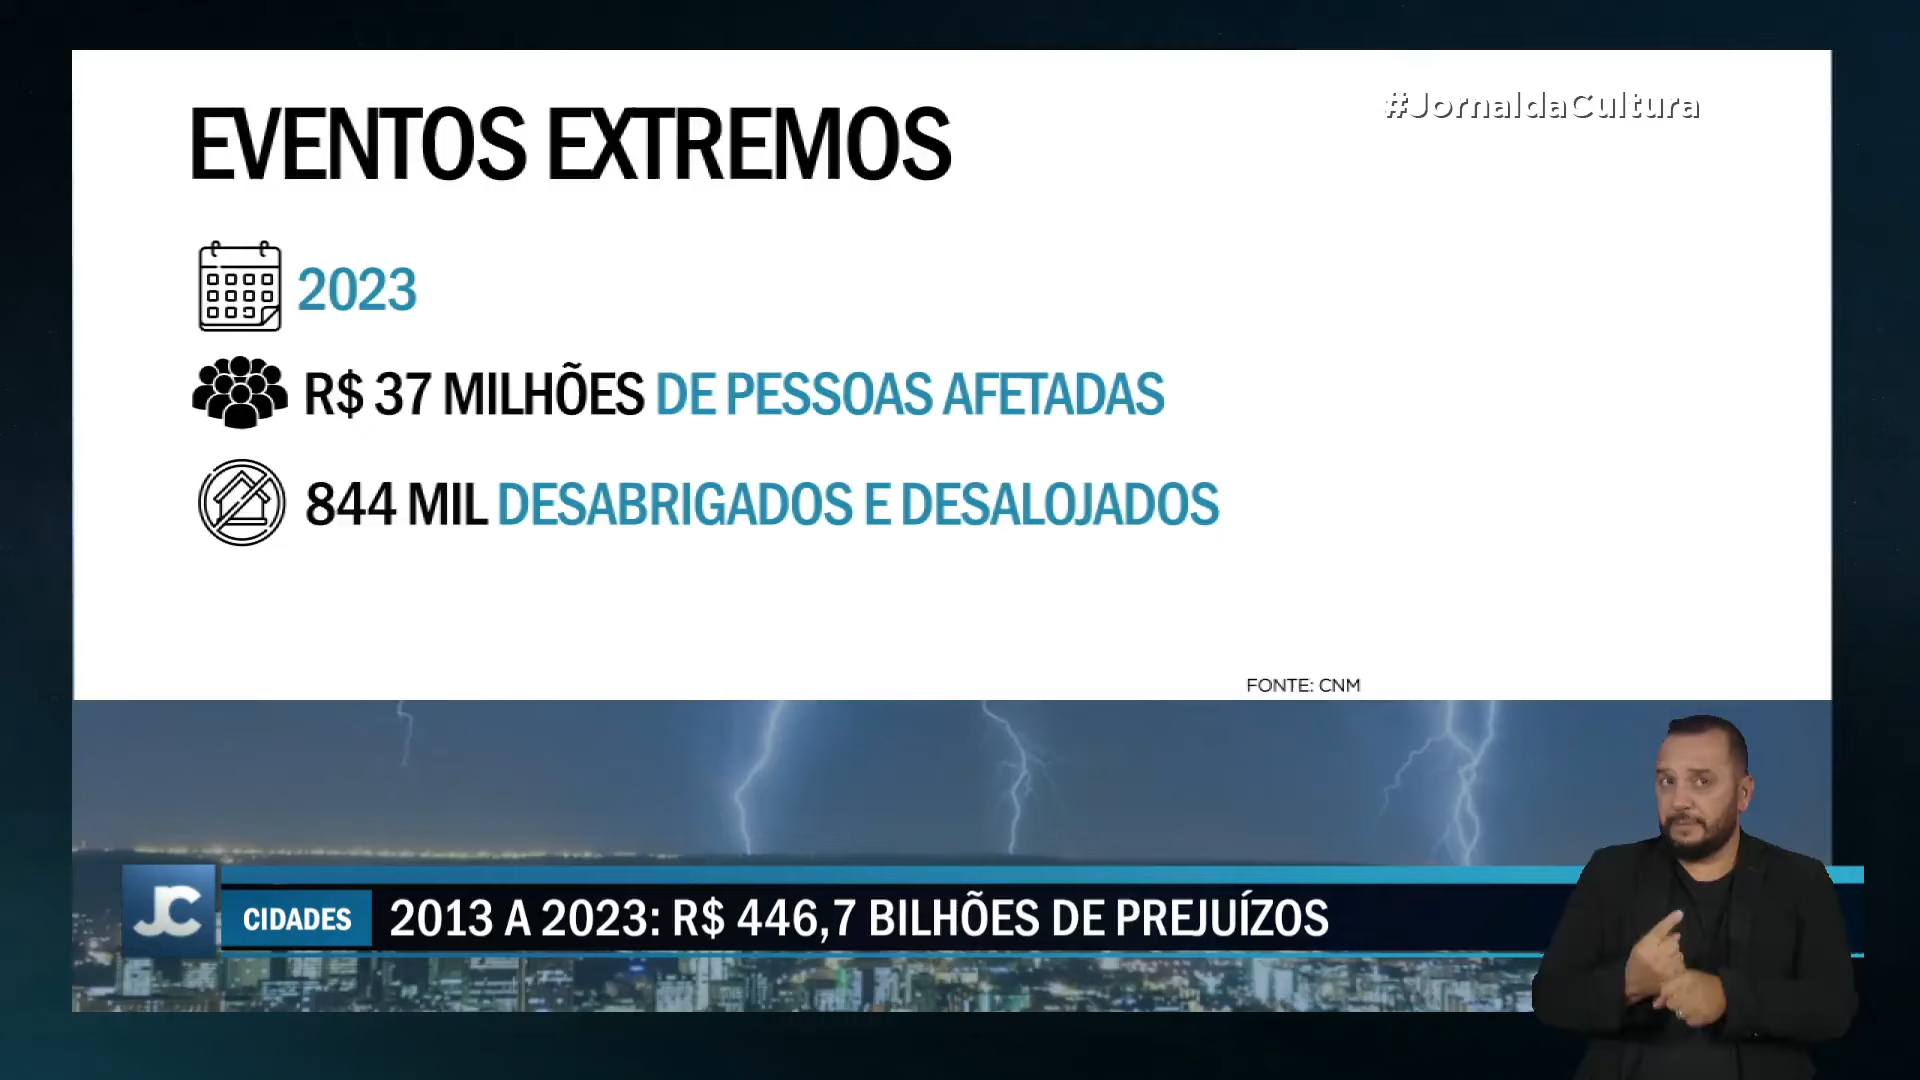 EVENTOS EXTREMOS
#JornaldaCultura
2023
R$ 37 MILHÕES DE PESSOAS AFETADAS
844 MIL DESABRIGADOS E DESALOJADOS
FONTE: CNM
JC
CIDADES
2013 A 2023: R$ 446,7 BILHÕES DE PREJUÍZOS